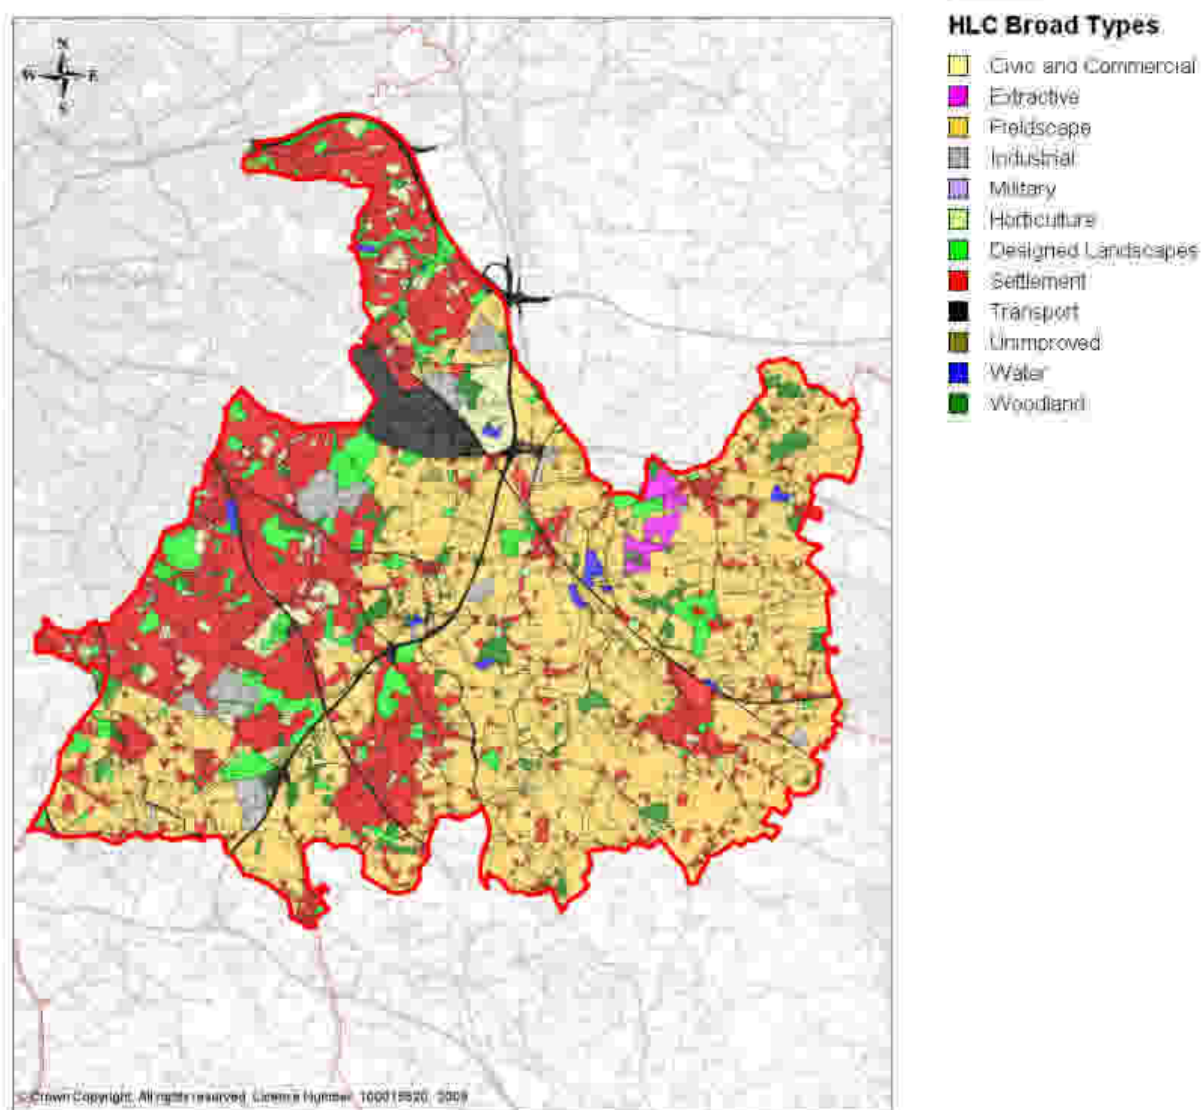 HLC Broad Types
Civic and Commercial
Extractive
Fieldscape
Industrial
Military
Horticulture
Designed Landscapes
Settlement
Transport
Unimproved
Water
Woodland
N
W E
S
© Crown Copyright. All rights reserved. Licence Number 2009